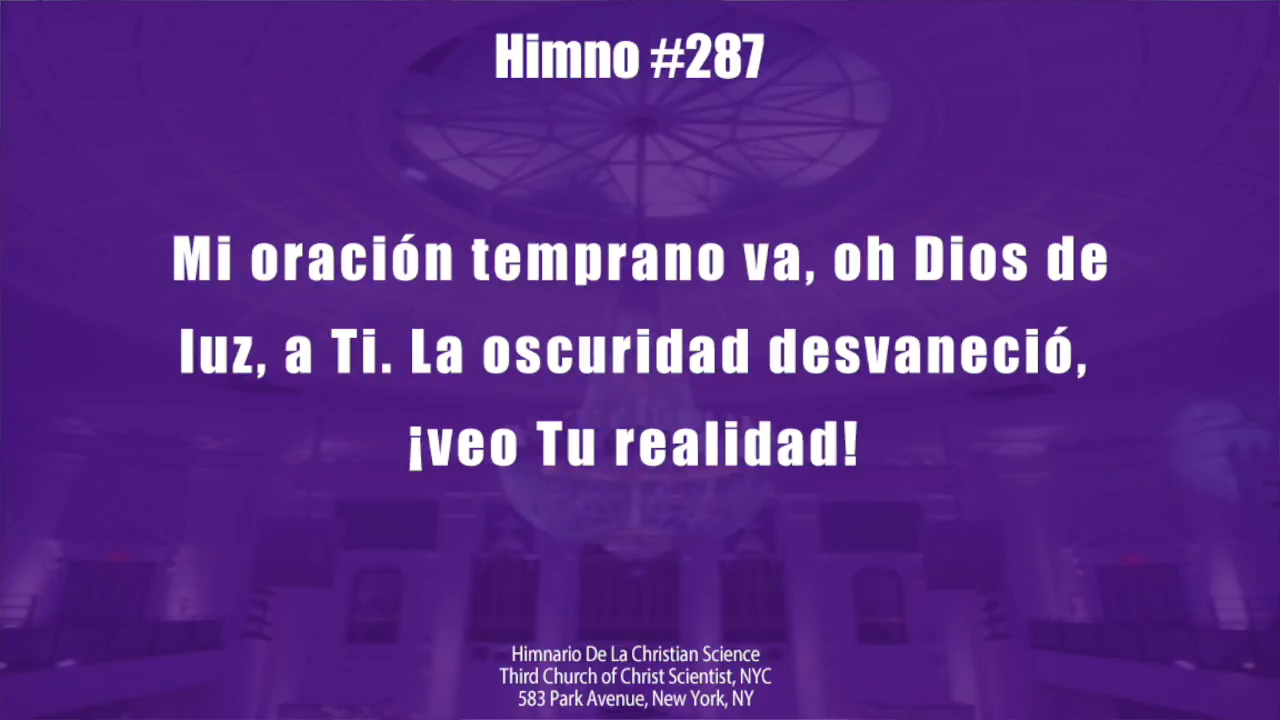 Himno #287
Mi oración temprano va, oh Dios de
luz, a Ti. La oscuridad desvaneció,
¡veo Tu realidad!
Himnario De La Christian Science
Third Church of Christ Scientist, NYC
583 Park Avenue, New York, NY